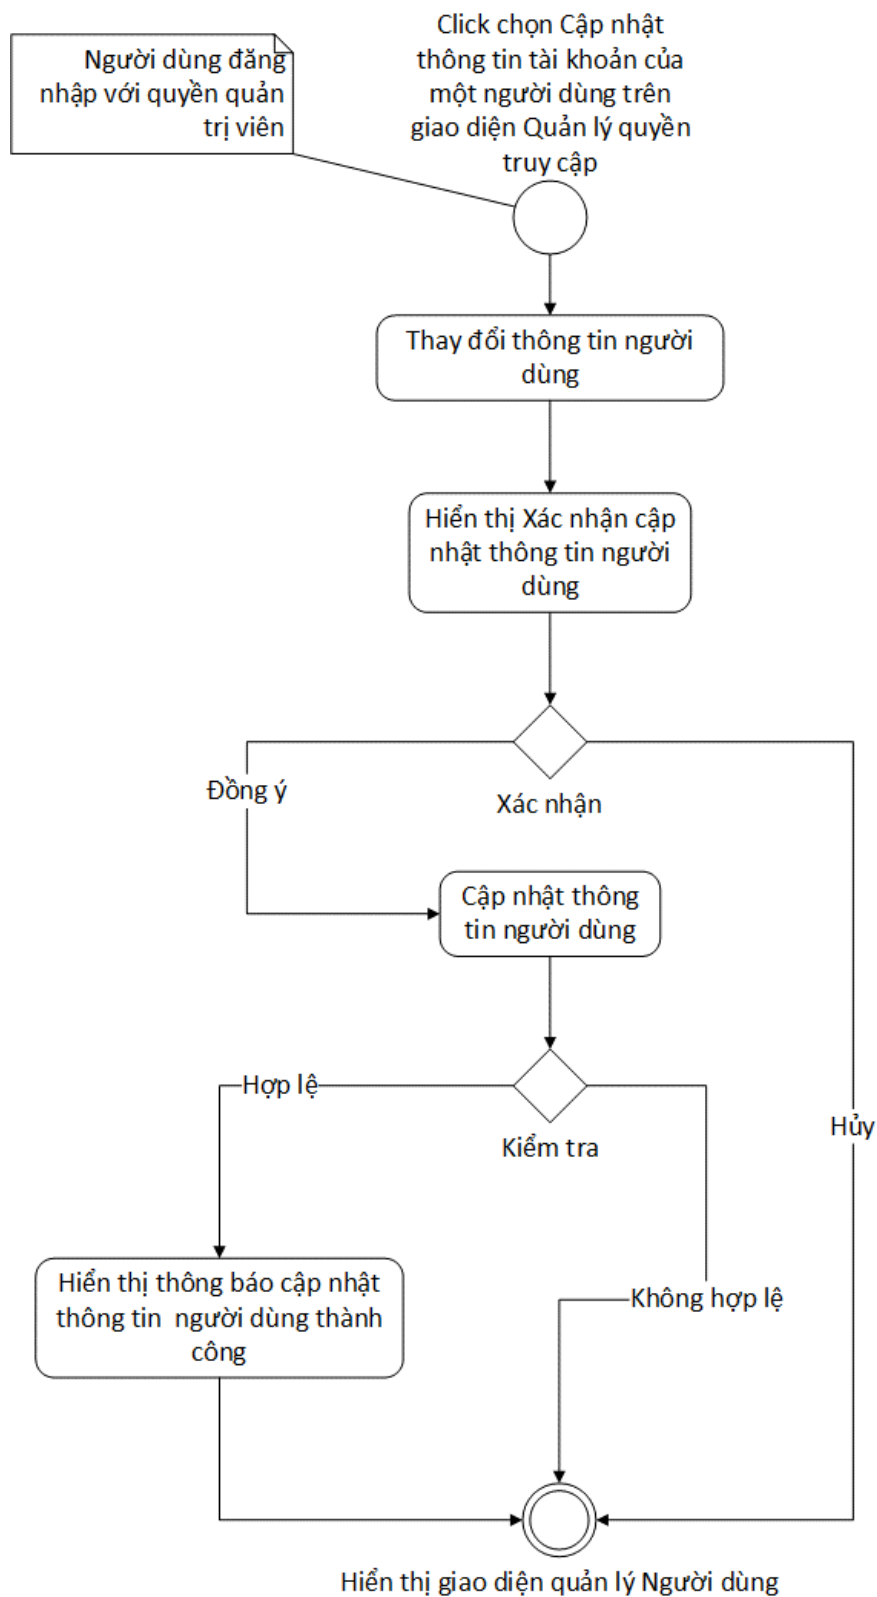 Người dùng đăng
nhập với quyền quản
trị viên
Click chọn Cập nhật
thông tin tài khoản của
một người dùng trên
giao diện Quản lý quyền
truy cập
Thay đổi thông tin người
dùng
Hiển thị Xác nhận cập
nhật thông tin người
dùng
Đồng ý
Xác nhận
Cập nhật thông
tin người dùng
Hợp lệ
Kiểm tra
Hủy
Hiển thị thông báo cập nhật
thông tin  người dùng thành
công
Không hợp lệ
Hiển thị giao diện quản lý Người dùng